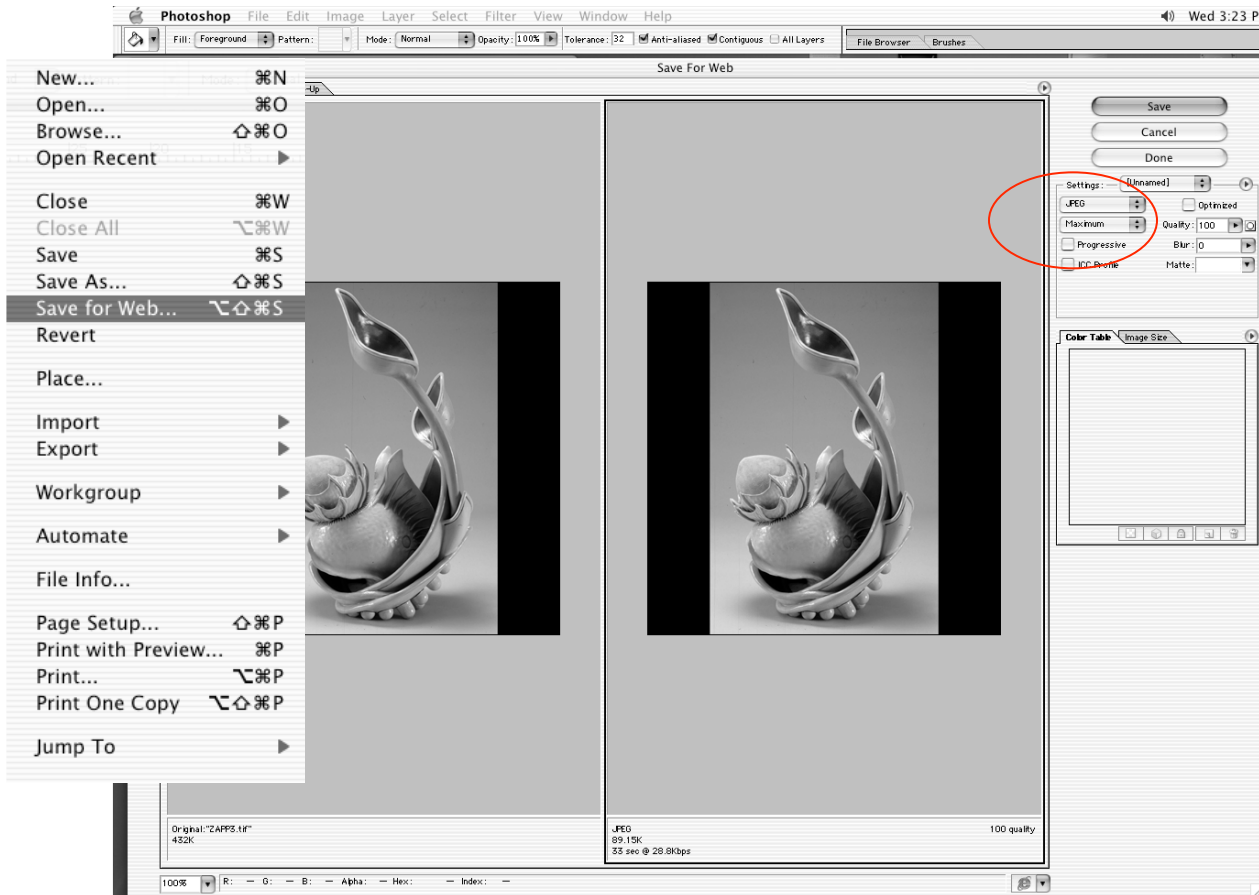 Photoshop File Edit Image Layer Select Filter View Window Help Wed 3:23 P
Fill: Foreground Pattern: Mode: Normal Opacity: 100% Tolerance: 32 Anti-aliased Contiguous All Layers File Browser Brushes
Save For Web
-Up
New... ⌘N
Open... ⌘O
Browse... ⇧⌘O
Open Recent
Close ⌘W
Close All ⌥⌘W
Save ⌘S
Save As... ⇧⌘S
Save for Web... ⌥⇧⌘S
Revert
Place...
Import
Export
Workgroup
Automate
File Info...
Page Setup... ⇧⌘P
Print with Preview... ⌘P
Print... ⌥⌘P
Print One Copy ⌥⇧⌘P
Jump To
Save
Cancel
Done
Settings: [Unnamed]
JPEG Optimized
Maximum Quality: 100
Progressive Blur: 0
ICC Profile Matte:
Color Table Image Size
Original: "ZAPP3.tif"
432K
JPEG 100 quality
89.15K
33 sec @ 28.8Kbps
100% R: — G: — B: — Alpha: — Hex: — Index: —